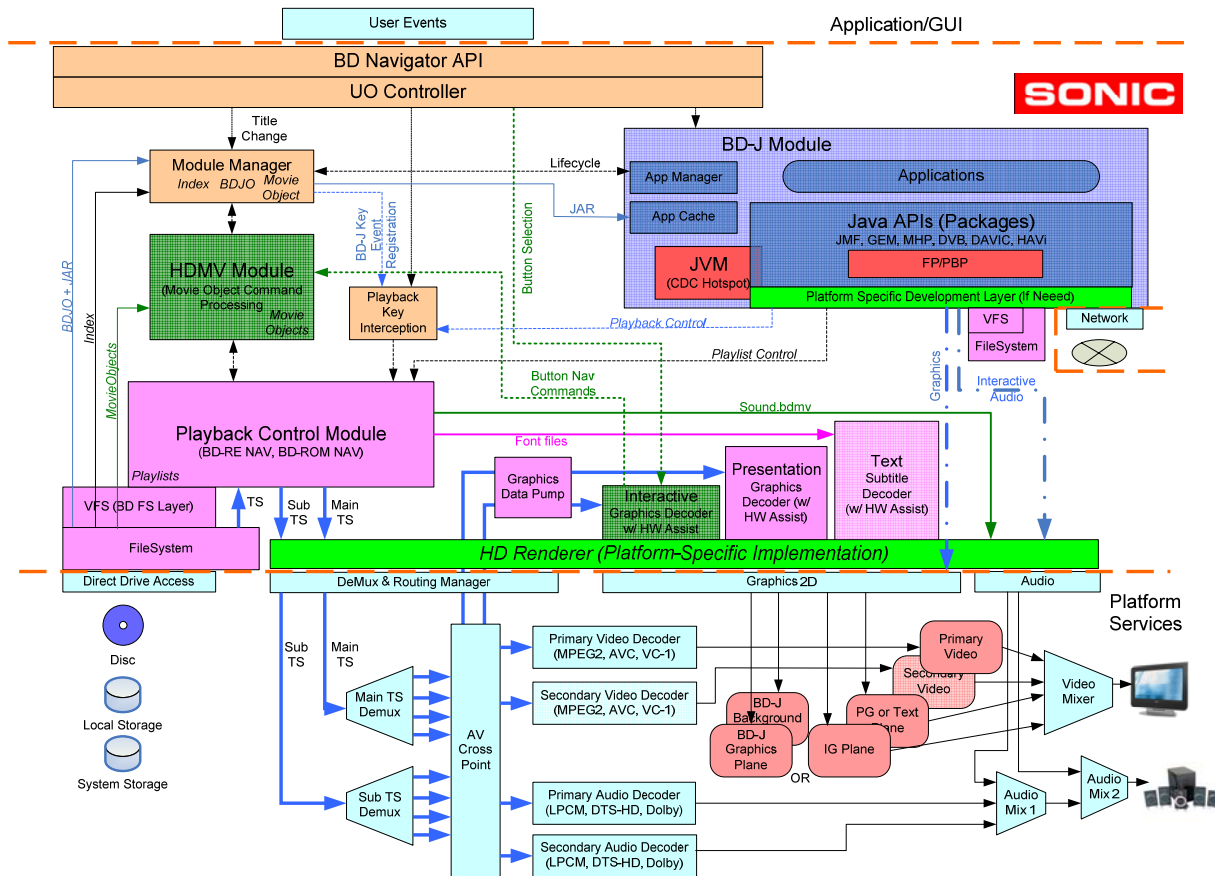 User Events
Application/GUI
BD Navigator API
UO Controller
SONIC
Title
Change
Module Manager
Index BDJO Movie
Object
Lifecycle
BD-J Module
App Manager
Applications
App Cache
JAR
Java APIs (Packages)
JMF, GEM, MHP, DVB, DAVIC, HAVi
FP/PBP
JVM
(CDC Hotspot)
Platform Specific Development Layer (If Neeed)
BD-J Key
Event
Registration
Button Selection
HDMV Module
(Movie Object Command
Processing
Movie
Objects
Playback
Key
Interception
Playback Control
Playlist Control
VFS
FileSystem
Network
BDJO + JAR
Index
MovieObjects
Button Nav
Commands
Graphics
Interactive
Audio
Sound.bdmv
Font files
Playback Control Module
(BD-RE NAV, BD-ROM NAV)
Playlists
VFS (BD FS Layer)
FileSystem
TS
Sub
TS
Main
TS
Graphics
Data Pump
Interactive
Graphics Decoder
w/ HW Assist
Presentation
Graphics
Decoder (w/
HW Assist)
Text
Subtitle
Decoder
(w/ HW Assist)
HD Renderer (Platform-Specific Implementation)
Direct Drive Access
DeMux & Routing Manager
Graphics 2D
Audio
Platform
Services
Disc
Local Storage
System Storage
Sub
TS
Main
TS
Main TS
Demux
Sub TS
Demux
AV
Cross
Point
Primary Video Decoder
(MPEG2, AVC, VC-1)
Secondary Video Decoder
(MPEG2, AVC, VC-1)
Primary Audio Decoder
(LPCM, DTS-HD, Dolby)
Secondary Audio Decoder
(LPCM, DTS-HD, Dolby)
Primary
Video
Secondary
Video
BD-J
Background
BD-J
Graphics
Plane
OR
PG or Text
Plane
IG Plane
Video
Mixer
Audio
Mix 1
Audio
Mix 2